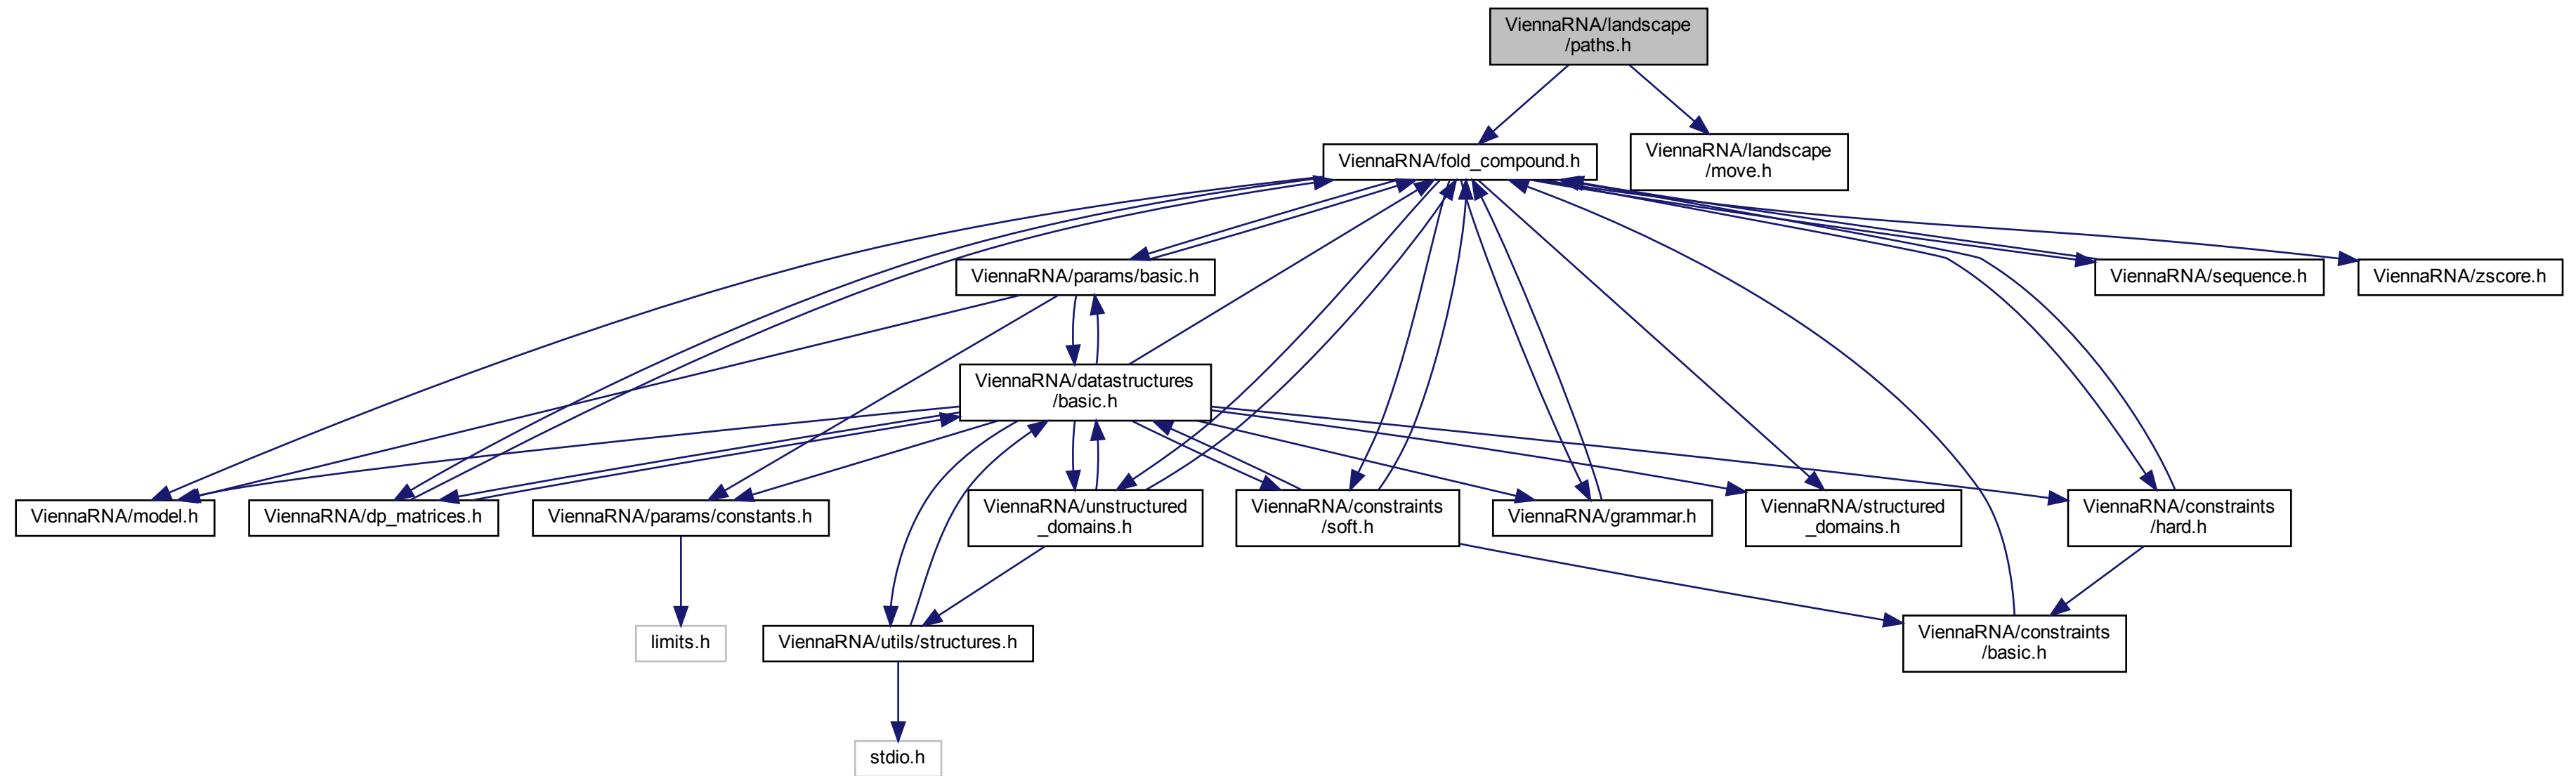 ViennaRNA/landscape
/paths.h
ViennaRNA/fold_compound.h
ViennaRNA/landscape
/move.h
ViennaRNA/params/basic.h
ViennaRNA/sequence.h
ViennaRNA/zscore.h
ViennaRNA/datastructures
/basic.h
ViennaRNA/model.h
ViennaRNA/dp_matrices.h
ViennaRNA/params/constants.h
ViennaRNA/unstructured
_domains.h
ViennaRNA/constraints
/soft.h
ViennaRNA/grammar.h
ViennaRNA/structured
_domains.h
ViennaRNA/constraints
/hard.h
limits.h
ViennaRNA/utils/structures.h
ViennaRNA/constraints
/basic.h
stdio.h